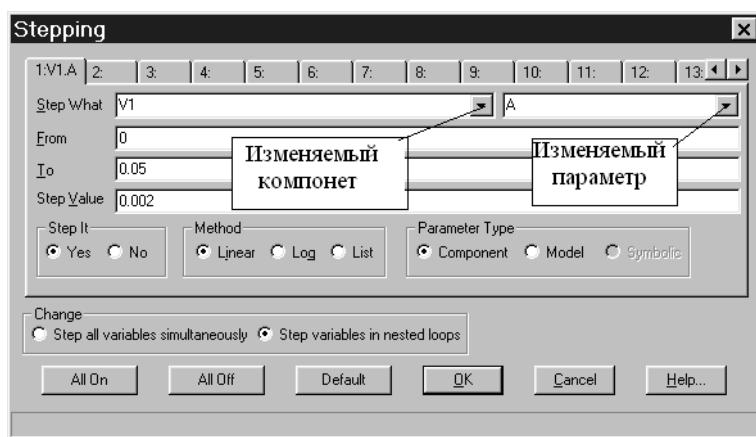 Stepping
1:V1.A 2: 3: 4: 5: 6: 7: 8: 9: 10: 11: 12: 13:
Step What V1 A
From 0
To 0.05
Step Value 0.002
Изменяемый
компонет
Изменяемый
параметр
Step It Method Parameter Type
Yes No Linear Log List Component Model Symbolic
Change
Step all variables simultaneously Step variables in nested loops
All On All Off Default OK Cancel Help...